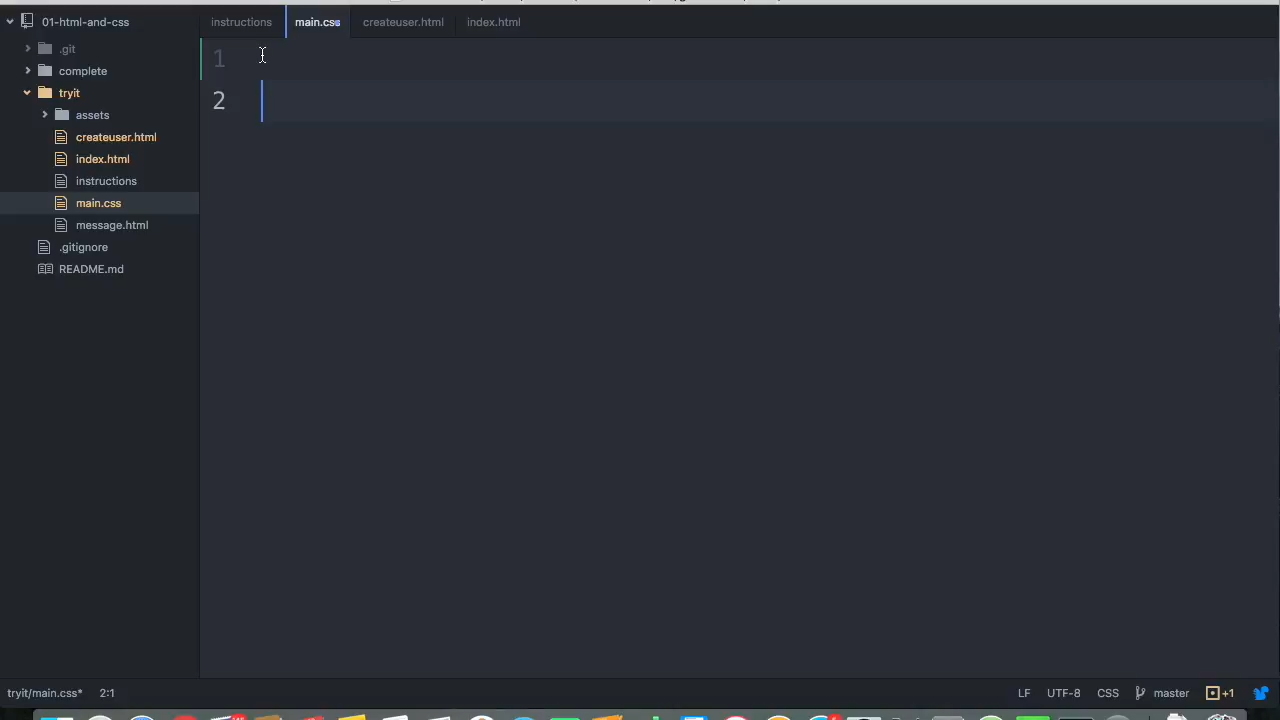 01-html-and-css
instructions
main.css
createuser.html
index.html
.git
complete
tryit
assets
createuser.html
index.html
instructions
main.css
message.html
.gitignore
README.md
1
2
tryit/main.css* 2:1
LF UTF-8 CSS master +1